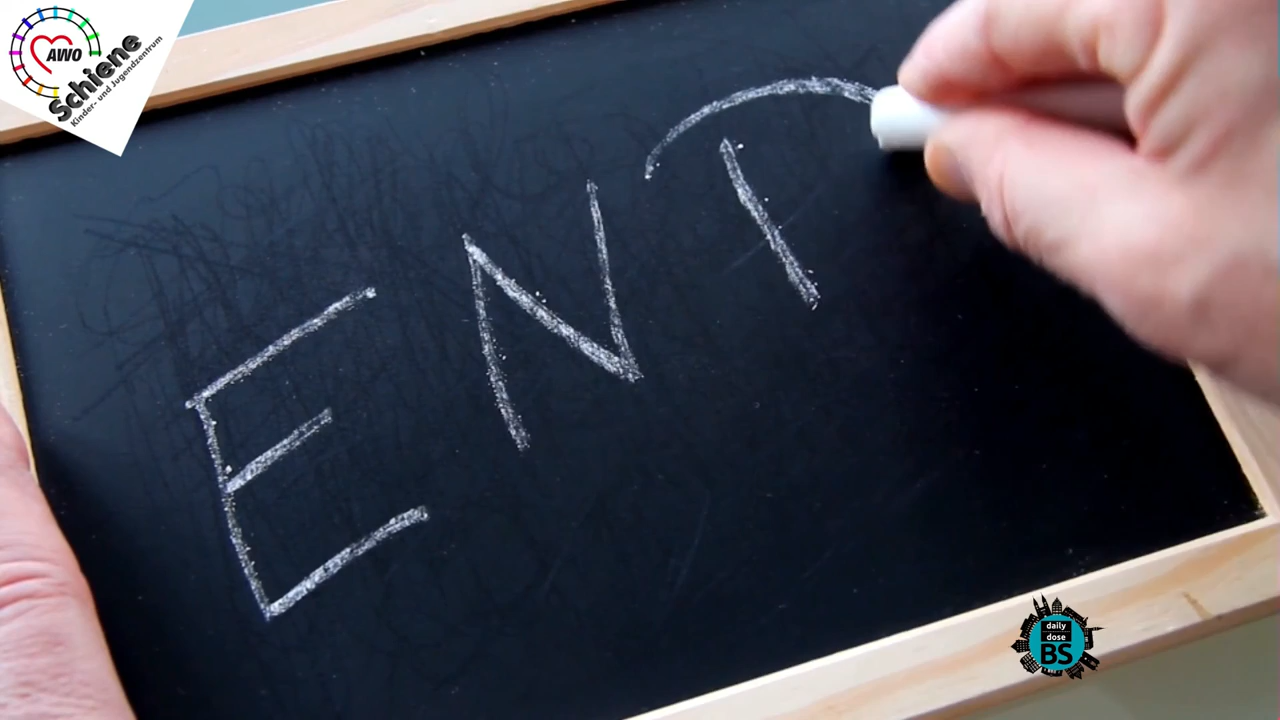 AWO
Schiene
Kinder- und Jugendzentrum
ENT
daily
dose
BS